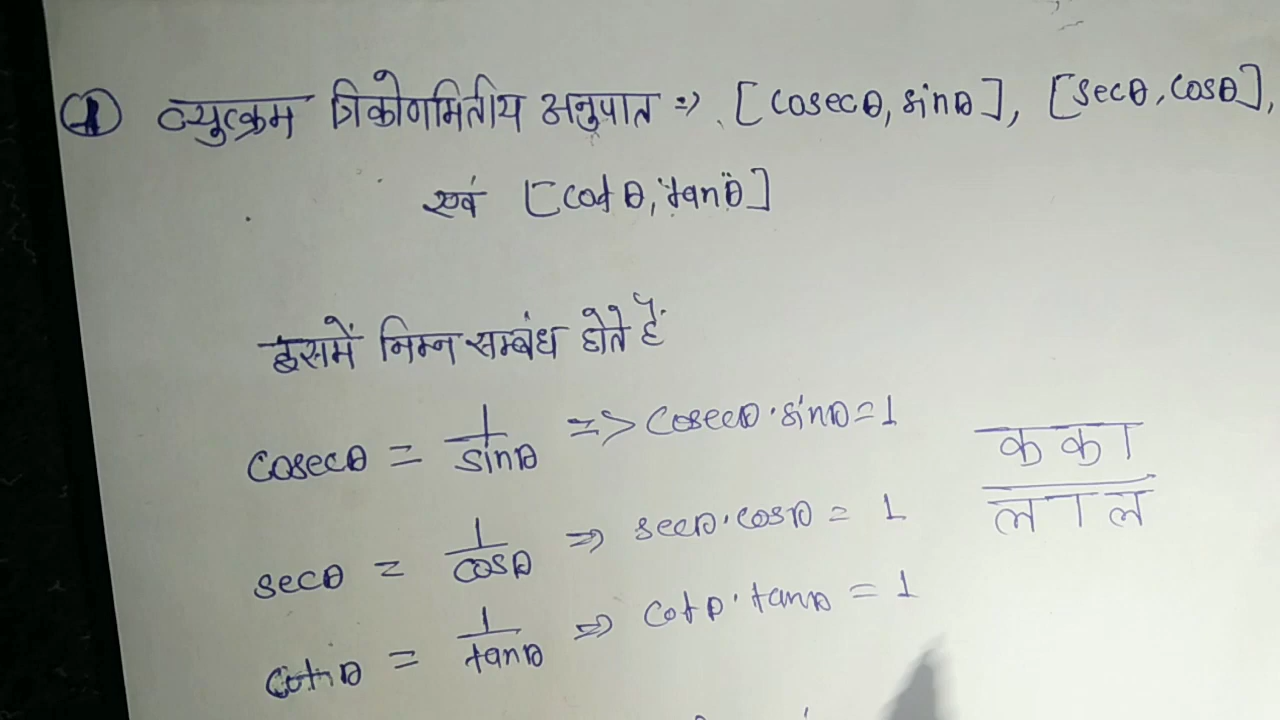 ① व्युत्क्रम त्रिकोणमितीय अनुपात ⇒ [cosecθ, sinθ], [secθ, cosθ],
एवं [cotθ, tanθ]
इसमें निम्न सम्बंध होते हैं
cosecθ = 1/sinθ => cosecθ·sinθ=1
secθ = 1/cosθ ⇒ secθ·cosθ = 1
cotθ = 1/tanθ ⇒ cotθ·tanθ = 1
क का
लाल